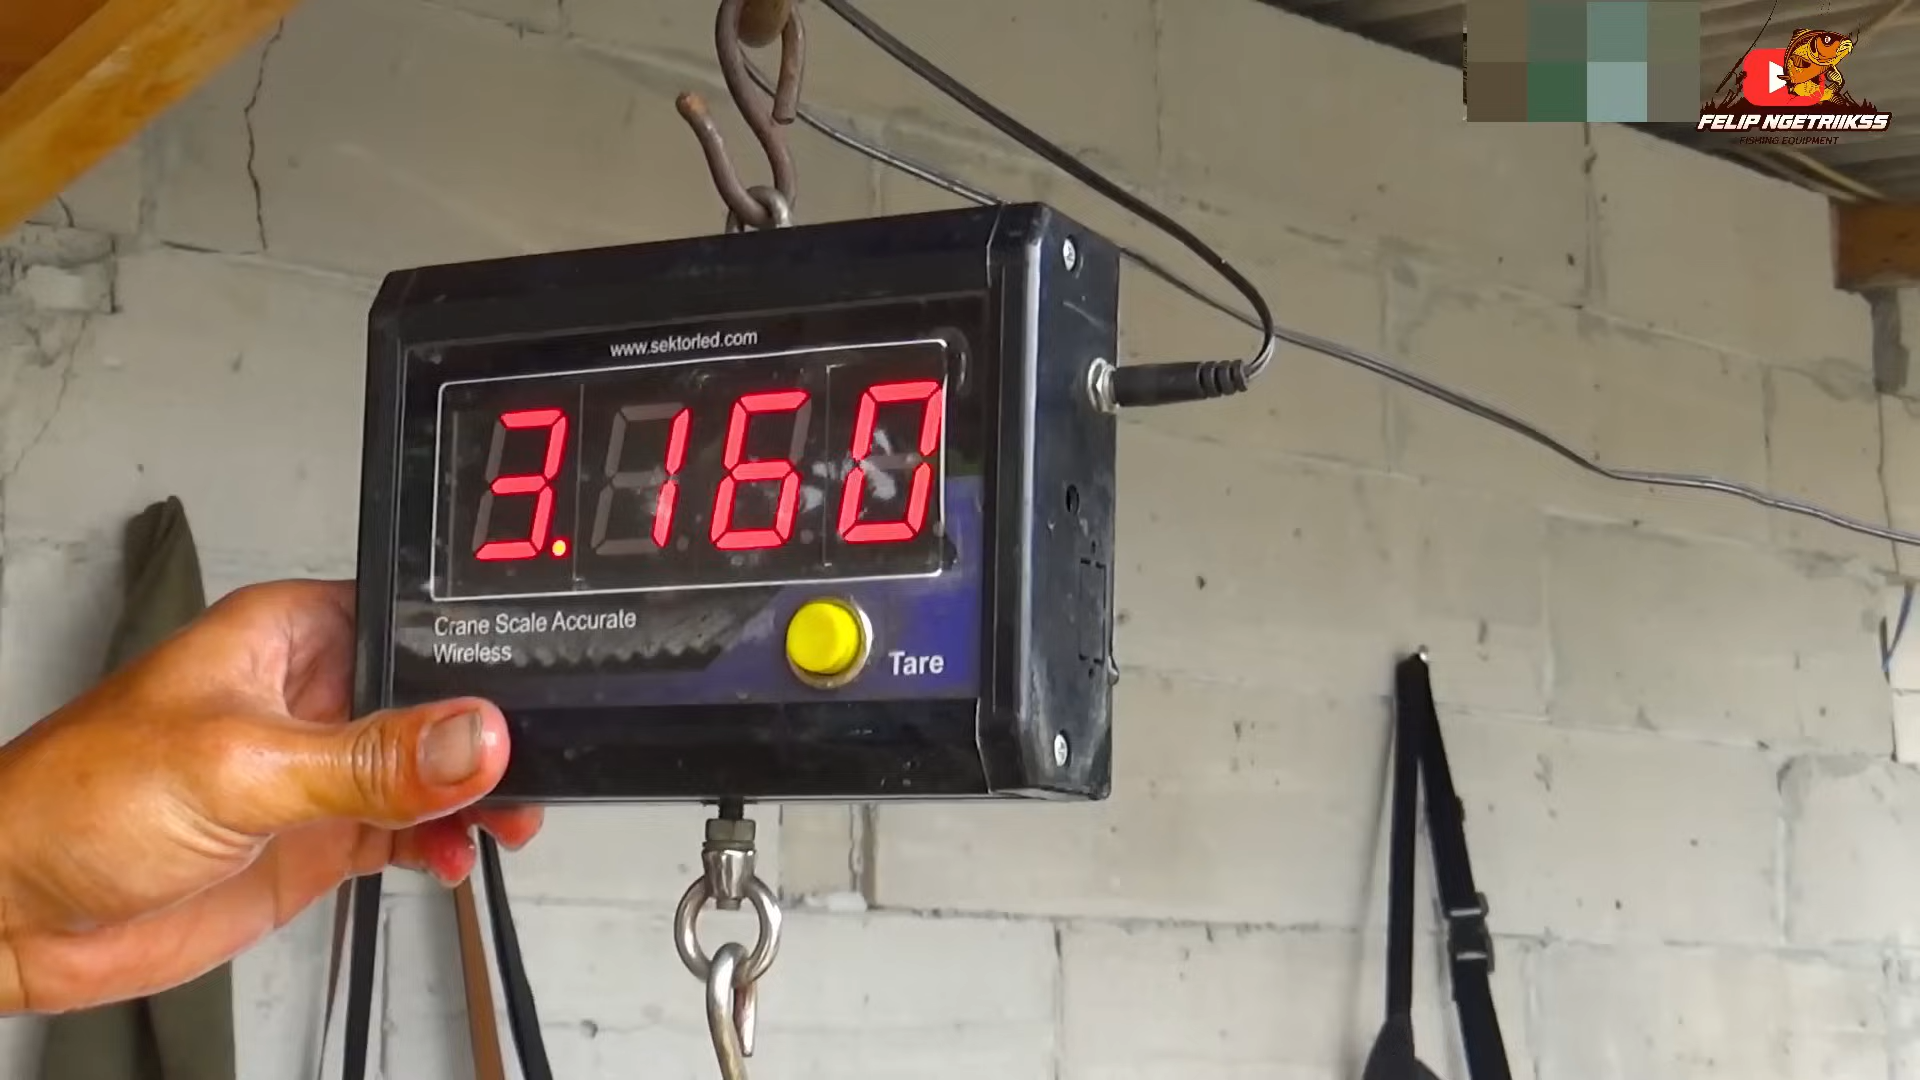 FELIP NGETRIIKSS
FISHING EQUIPMENT
www.sektorled.com
3.160
Crane Scale Accurate
Wireless
Tare